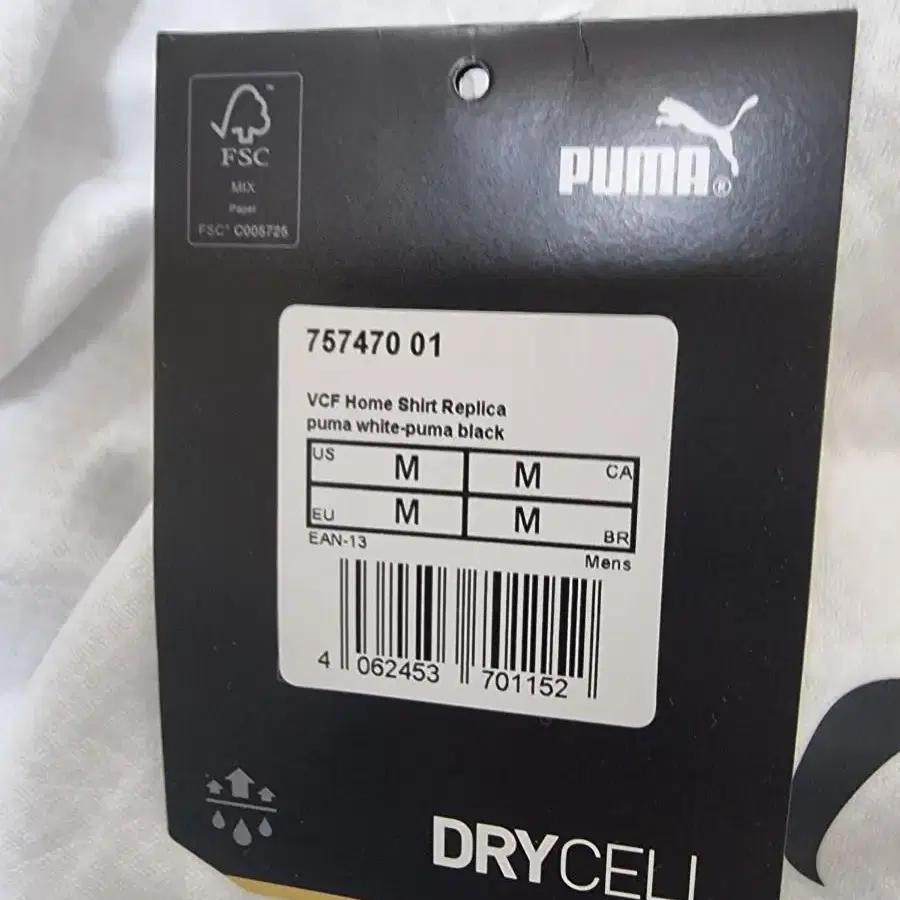 FSC
MIX
Paper
FSC® C005725
PUMA®
757470 01
VCF Home Shirt Replica
puma white-puma black
US M M CA
EU M M BR
EAN-13
Mens
4 062453 701152
DRYCELL